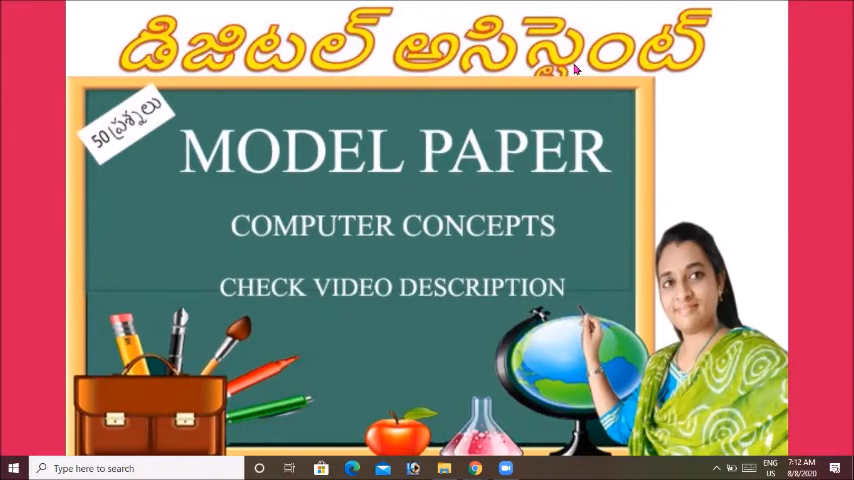 డిజిటల్ అసిస్టెంట్
50 ప్రశ్నలు
MODEL PAPER
COMPUTER CONCEPTS
CHECK VIDEO DESCRIPTION
Type here to search
ENG
US
7:12 AM
8/8/2020